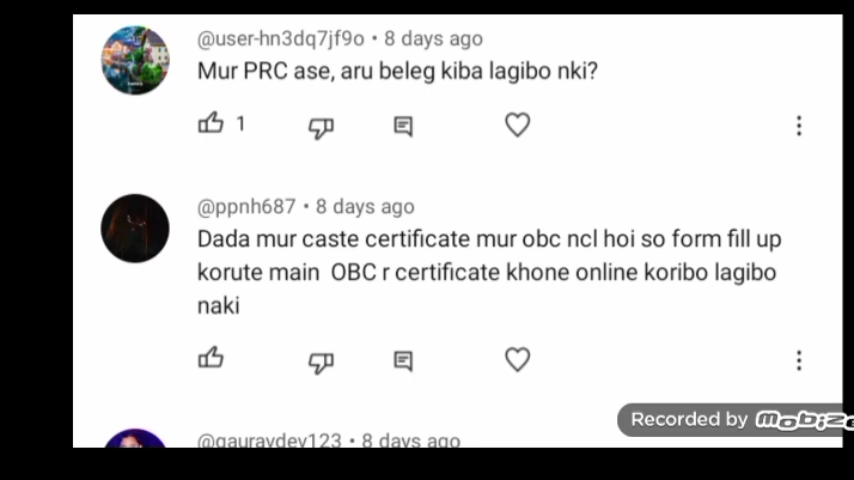 @user-hn3dq7jf9o • 8 days ago
Mur PRC ase, aru beleg kiba lagibo nki?
1
@ppnh687 • 8 days ago
Dada mur caste certificate mur obc ncl hoi so form fill up
korute main OBC r certificate khone online koribo lagibo
naki
Recorded by
@gauravdey123 • 8 days ago